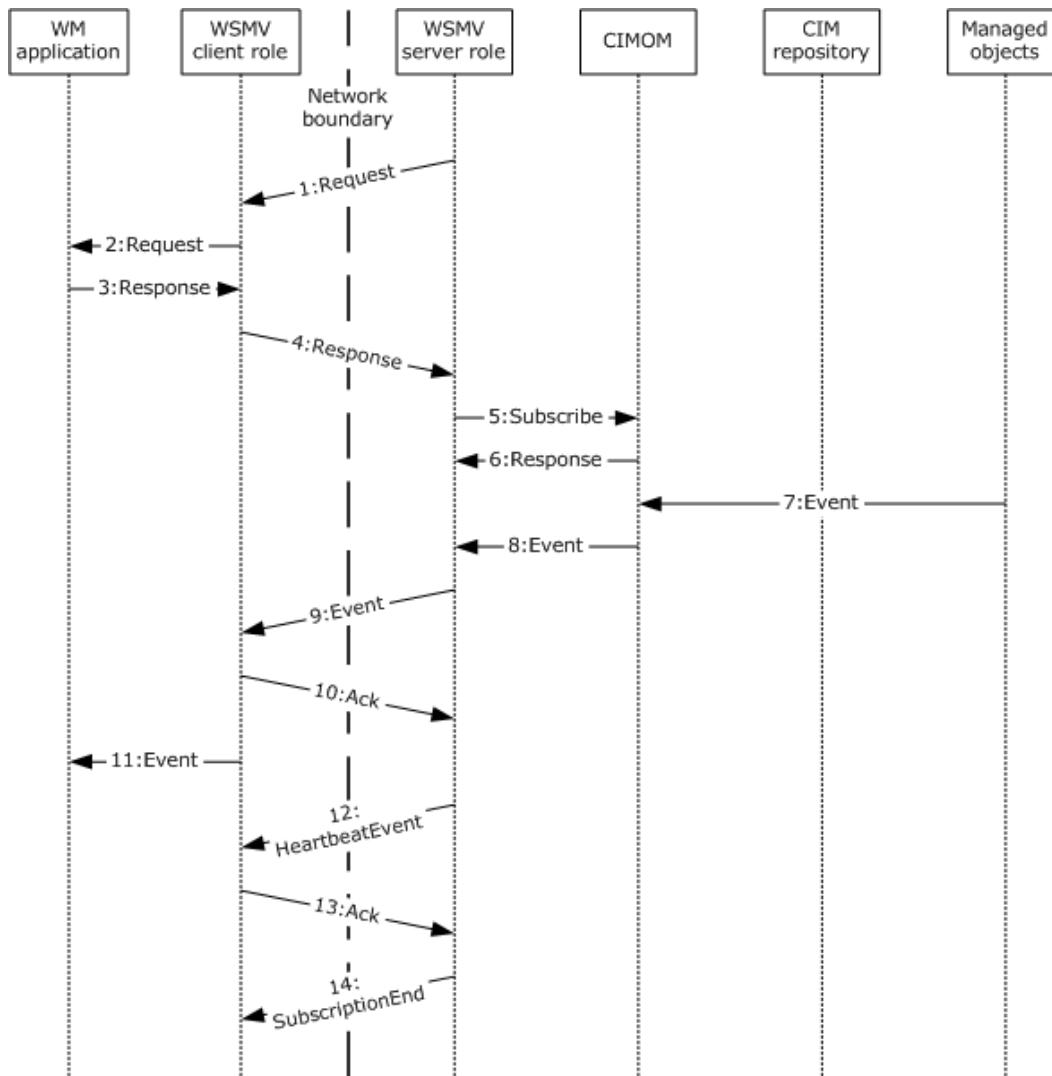 WM
application
WSMV
client role
WSMV
server role
CIMOM
CIM
repository
Managed
objects
Network
boundary
1:Request
2:Request
3:Response
4:Response
5:Subscribe
6:Response
7:Event
8:Event
9:Event
10:Ack
11:Event
12:
HeartbeatEvent
13:Ack
14:
SubscriptionEnd